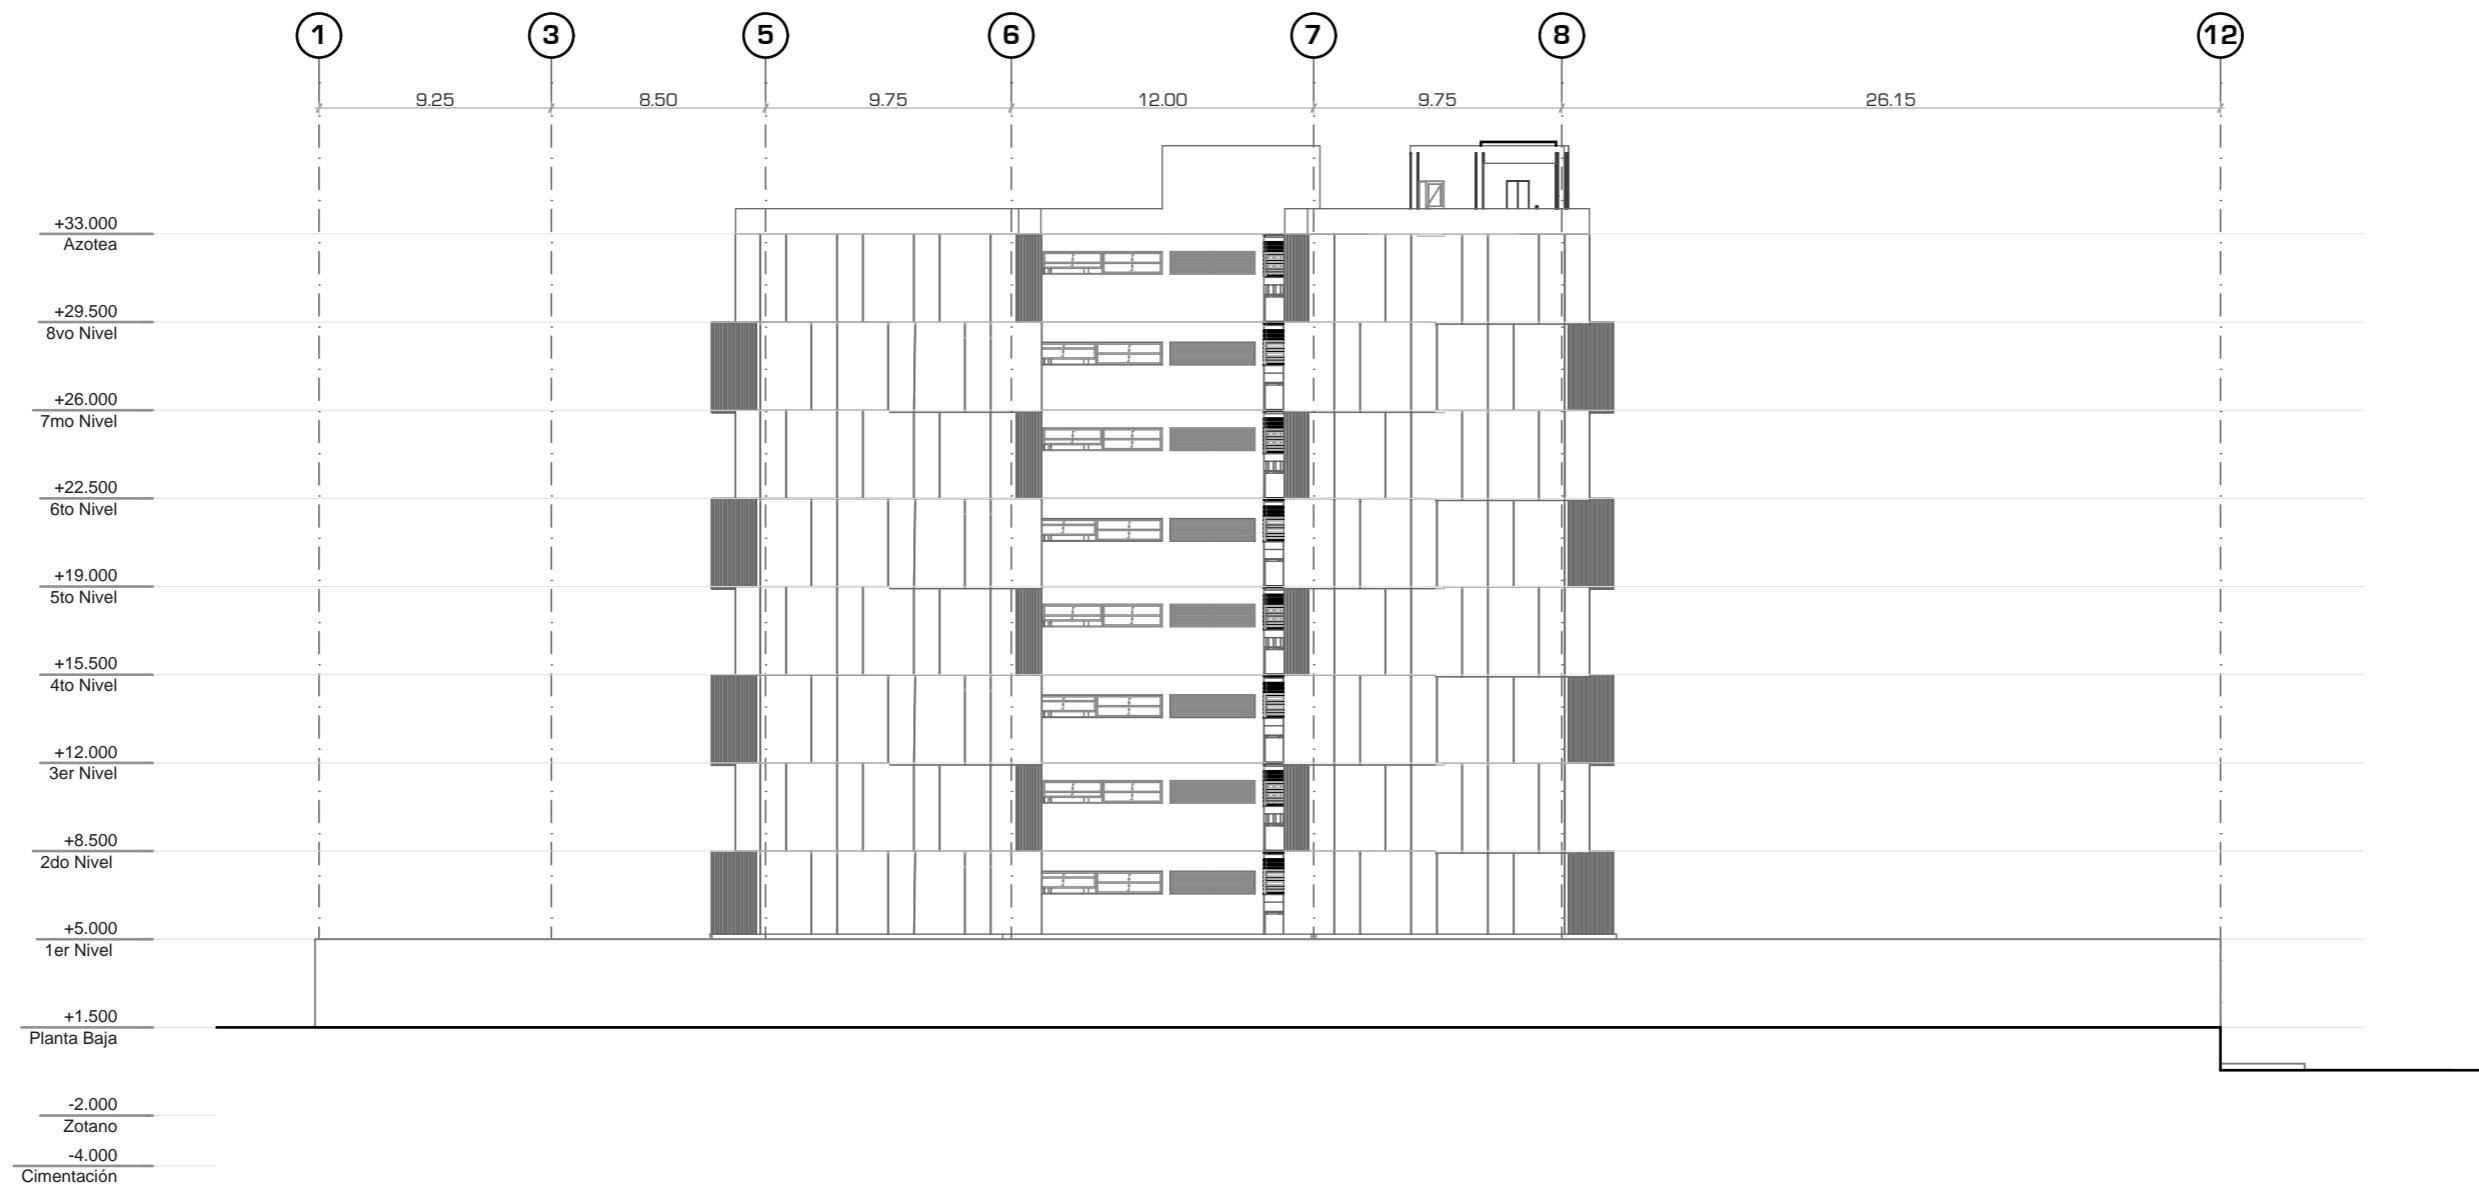 1 3 5 6 7 8 12
9.25 8.50 9.75 12.00 9.75 26.15
+33.000
Azotea
+29.500
8vo Nivel
+26.000
7mo Nivel
+22.500
6to Nivel
+19.000
5to Nivel
+15.500
4to Nivel
+12.000
3er Nivel
+8.500
2do Nivel
+5.000
1er Nivel
+1.500
Planta Baja
-2.000
Zotano
-4.000
Cimentación